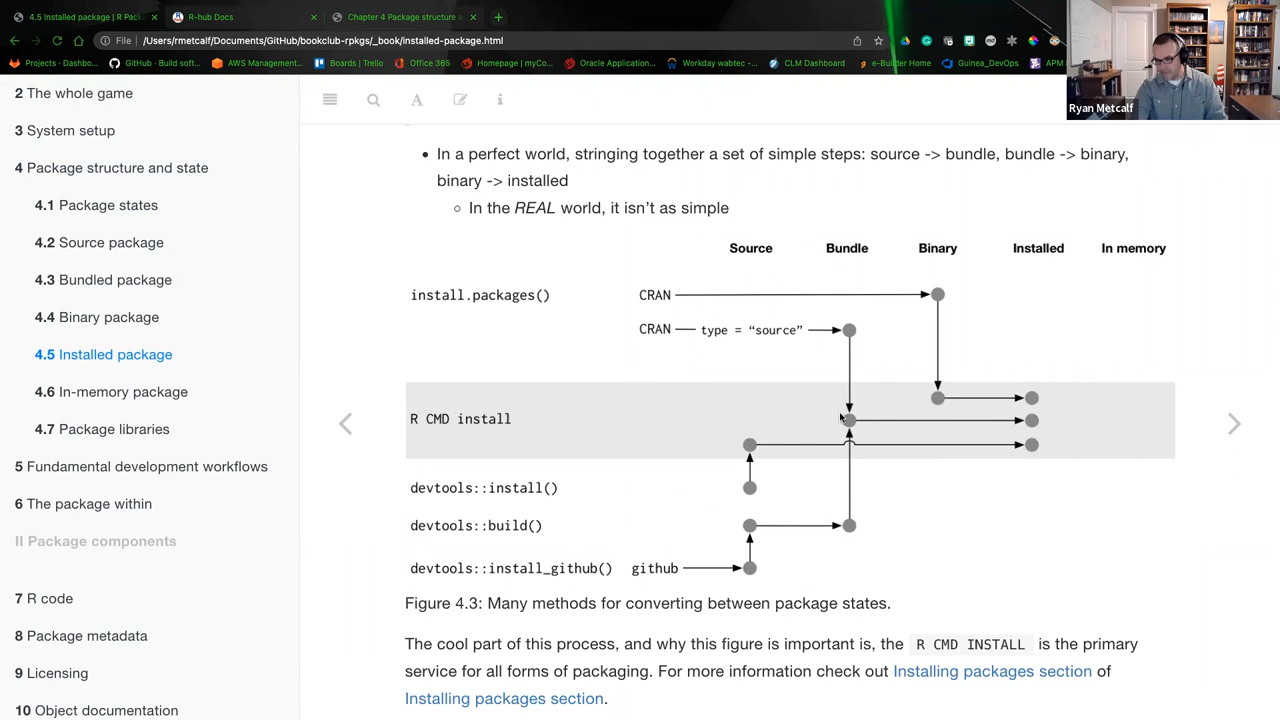 4.5 Installed package | R Pack
R-hub Docs
Chapter 4 Package structure a
File /Users/rmetcalf/Documents/GitHub/bookclub-rpkgs/_book/installed-package.html
Projects · Dashbo...
GitHub · Build soft...
AWS Management...
Boards | Trello
Office 365
Homepage | myCo...
Oracle Application...
Workday wabtec -...
CLM Dashboard
e-Builder Home
Guinea_DevOps
APM
Ryan Metcalf
2 The whole game
3 System setup
4 Package structure and state
4.1 Package states
4.2 Source package
4.3 Bundled package
4.4 Binary package
4.5 Installed package
4.6 In-memory package
4.7 Package libraries
5 Fundamental development workflows
6 The package within
II Package components
7 R code
8 Package metadata
9 Licensing
10 Object documentation
• In a perfect world, stringing together a set of simple steps: source -> bundle, bundle -> binary,
binary -> installed
In the REAL world, it isn't as simple
Source Bundle Binary Installed In memory
install.packages() CRAN
CRAN type = "source"
R CMD install
devtools::install()
devtools::build()
devtools::install_github() github
Figure 4.3: Many methods for converting between package states.
The cool part of this process, and why this figure is important is, the R CMD INSTALL is the primary
service for all forms of packaging. For more information check out Installing packages section of
Installing packages section.